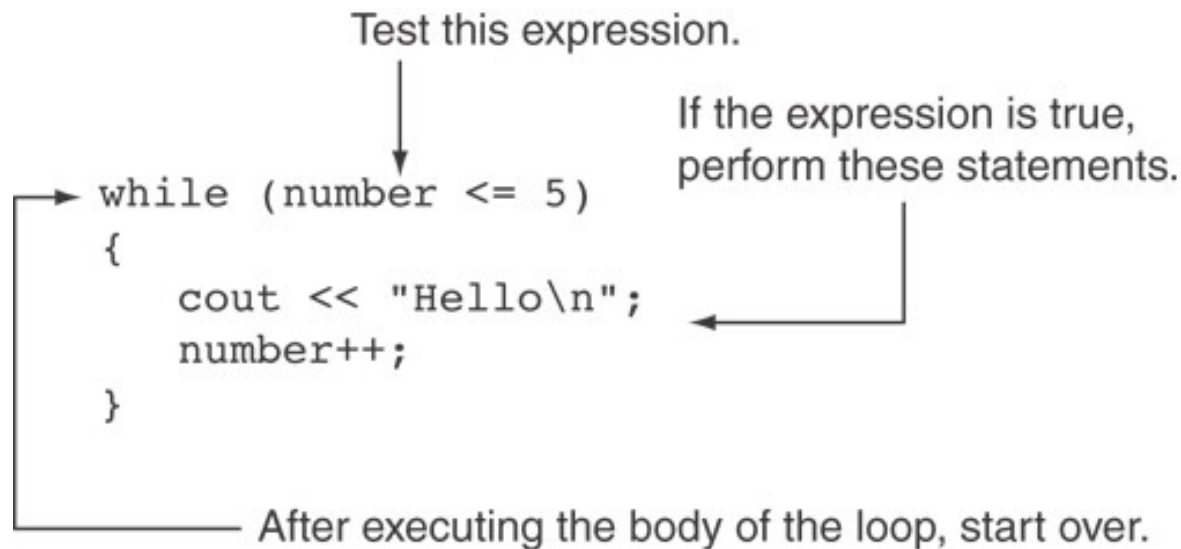 Test this expression.
If the expression is true,
perform these statements.
while (number <= 5)
{
cout << "Hello\n";
number++;
}
After executing the body of the loop, start over.